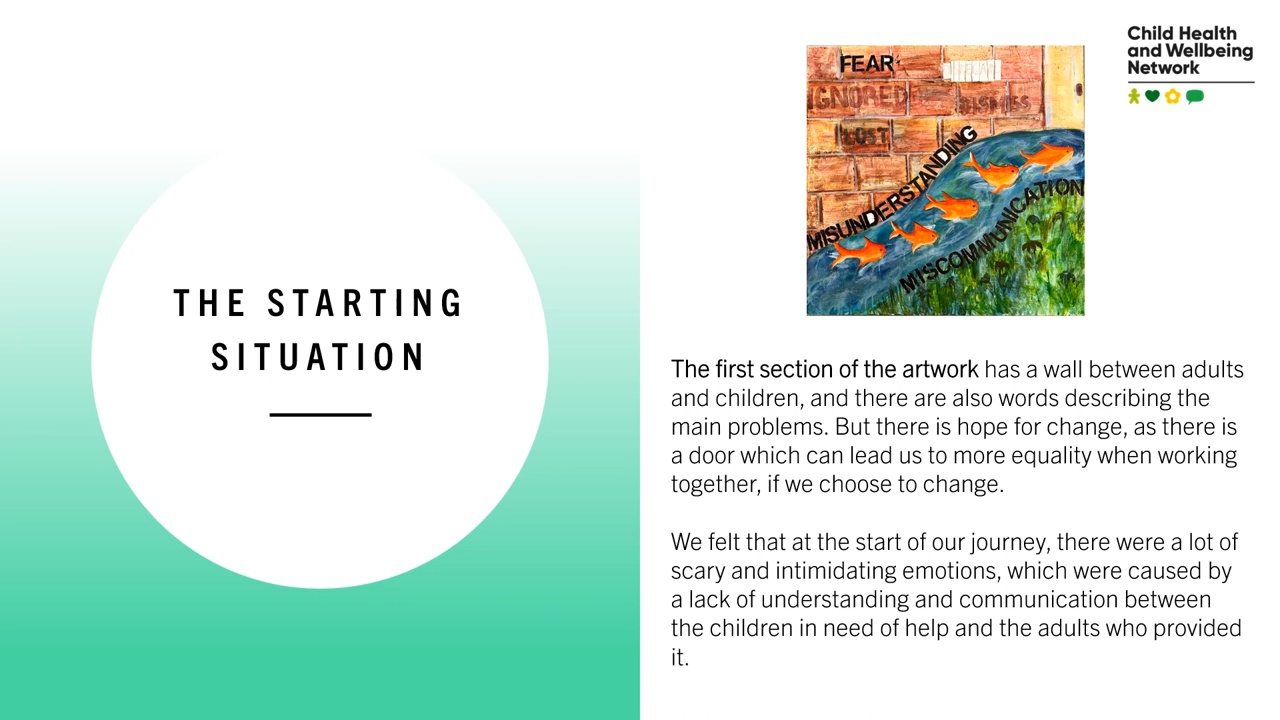 THE STARTING
SITUATION
FEAR
IGNORED
DISMISS
LOST
MISUNDERSTANDING
MISCOMMUNICATION
Child Health
and Wellbeing
Network
The first section of the artwork has a wall between adults
and children, and there are also words describing the
main problems. But there is hope for change, as there is
a door which can lead us to more equality when working
together, if we choose to change.
We felt that at the start of our journey, there were a lot of
scary and intimidating emotions, which were caused by
a lack of understanding and communication between
the children in need of help and the adults who provided
it.